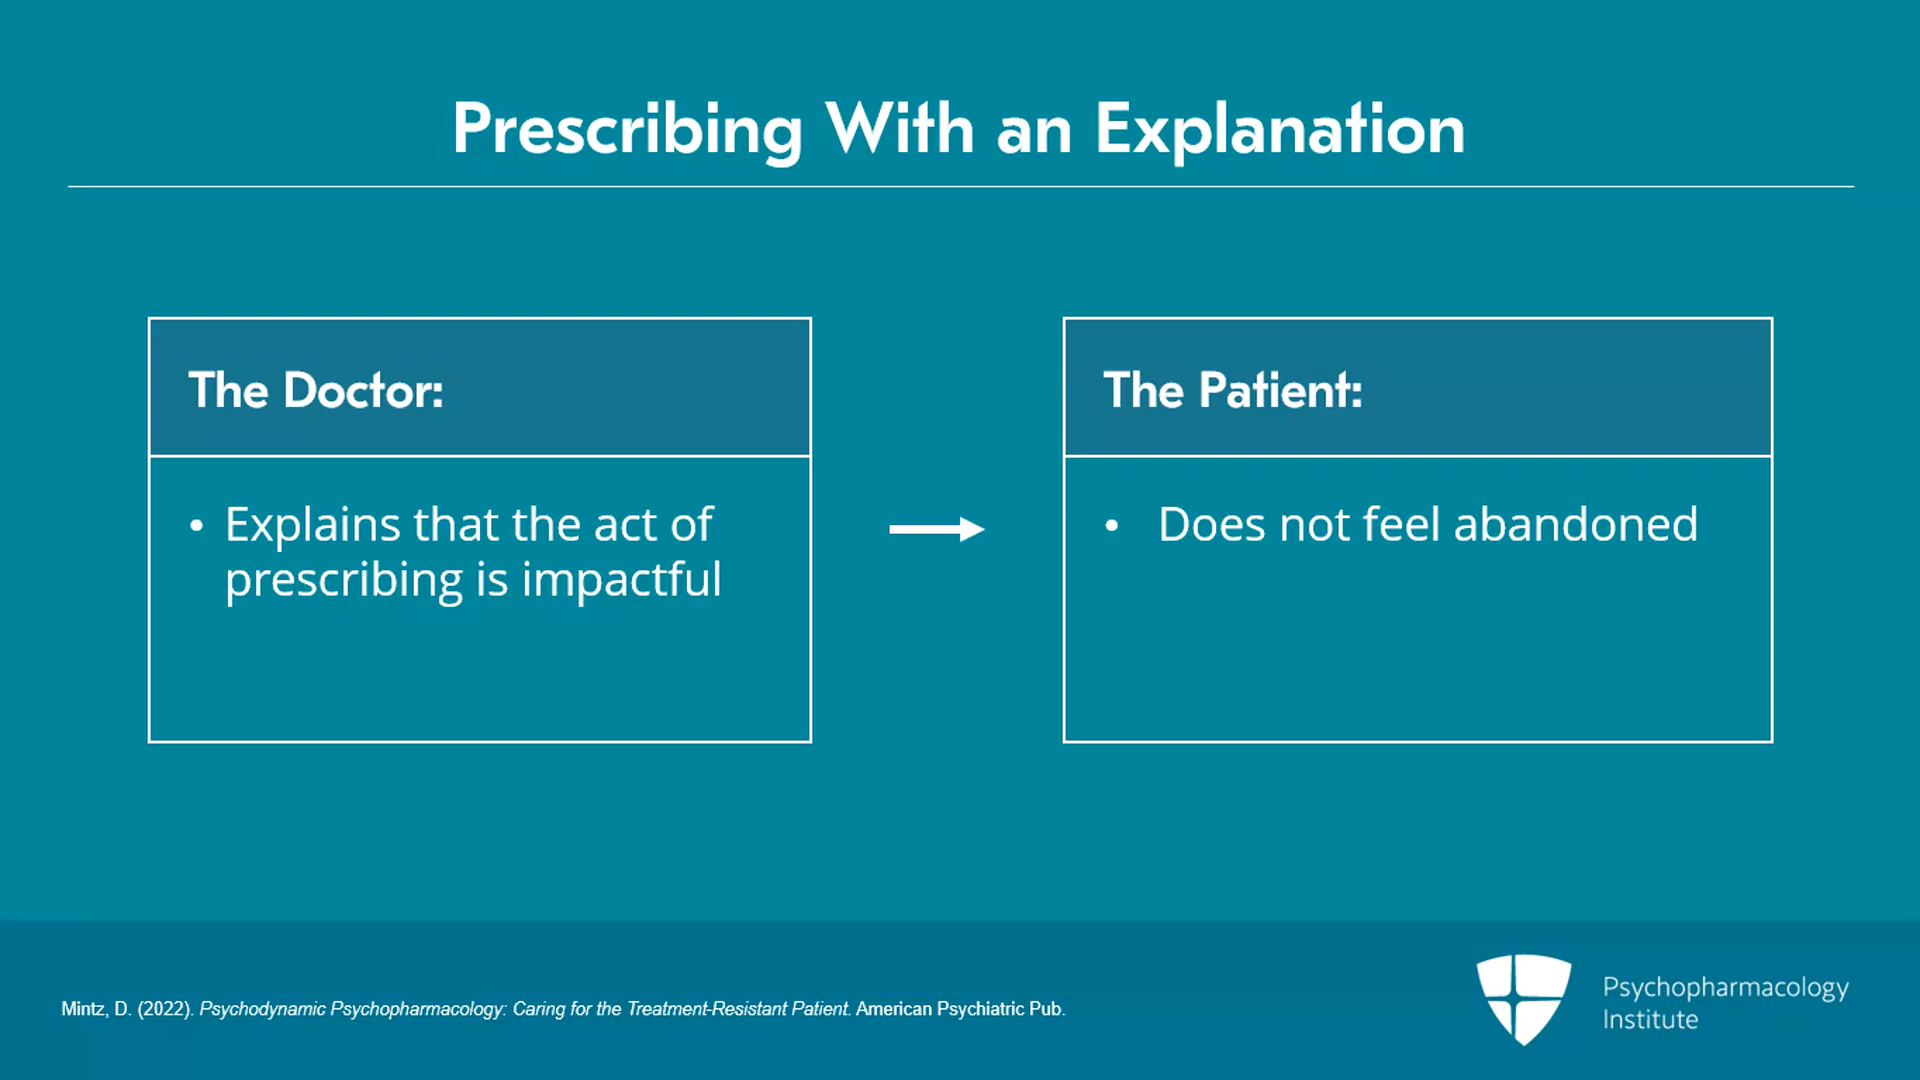 Prescribing With an Explanation
The Doctor:
• Explains that the act of
prescribing is impactful
The Patient:
• Does not feel abandoned
Mintz, D. (2022). Psychodynamic Psychopharmacology: Caring for the Treatment-Resistant Patient. American Psychiatric Pub.
Psychopharmacology
Institute